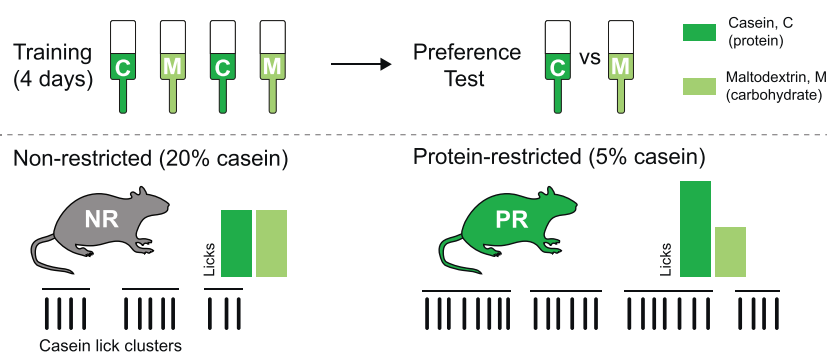 Training
(4 days)
C
M
C
M
Preference
Test
C
vs
M
Casein, C
(protein)
Maltodextrin, M
(carbohydrate)
Non-restricted (20% casein)
NR
Licks
Casein lick clusters
Protein-restricted (5% casein)
PR
Licks